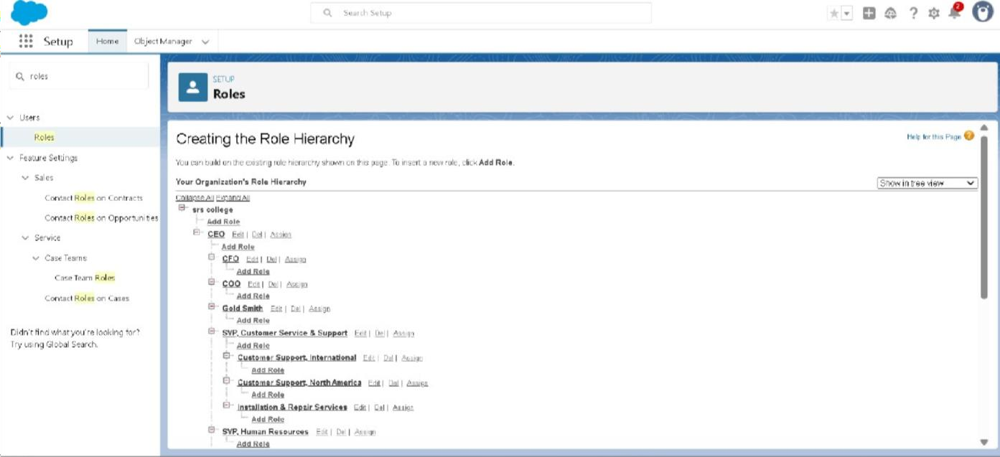 Search Setup
2
Setup
Home
Object Manager
roles
Users
Roles
Feature Settings
Sales
Contact Roles on Contracts
Contact Roles on Opportunities
Service
Case Teams
Case Team Roles
Contact Roles on Cases
Didn't find what you're looking for?
Try using Global Search.
SETUP
Roles
Creating the Role Hierarchy
Help for this Page ?
You can build on the existing role hierarchy shown on this page. To insert a new role, click Add Role.
Your Organization's Role Hierarchy
Show in tree view
Collapse All Expand All
srs college
Add Role
CEO Edit | Del | Assign
Add Role
CFO Edit | Del | Assign
Add Role
COO Edit | Del | Assign
Add Role
Gold Smith Edit | Del | Assign
Add Role
SVP, Customer Service & Support Edit | Del | Assign
Add Role
Customer Support, International Edit | Del | Assign
Add Role
Customer Support, North America Edit | Del | Assign
Add Role
Installation & Repair Services Edit | Del | Assign
Add Role
SVP, Human Resources Edit | Del | Assign
Add Role